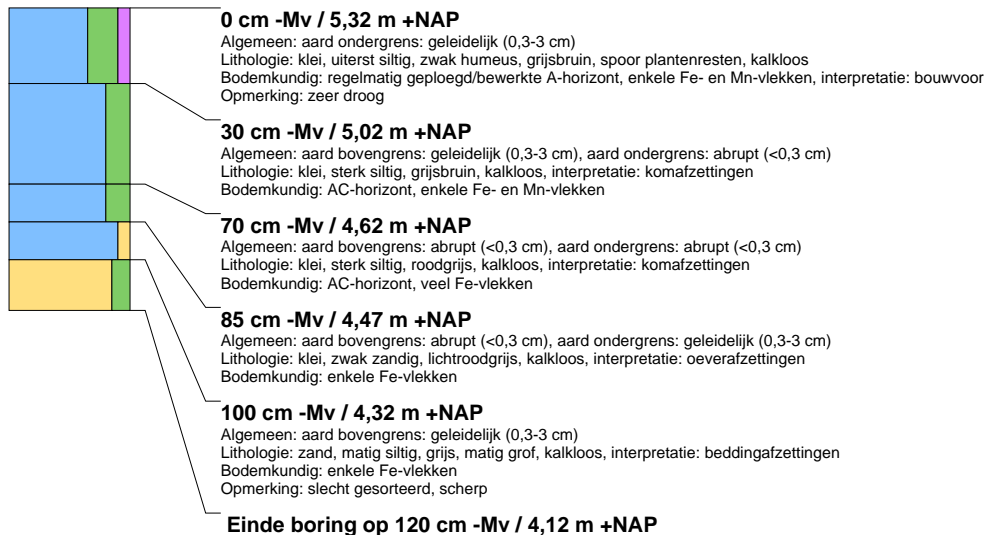 0 cm -Mv / 5,32 m +NAP
Algemeen: aard ondergrens: geleidelijk (0,3-3 cm)
Lithologie: klei, uiterst siltig, zwak humeus, grijsbruin, spoor plantenresten, kalkloos
Bodemkundig: regelmatig geploegd/bewerkte A-horizont, enkele Fe- en Mn-vlekken, interpretatie: bouwvoor
Opmerking: zeer droog
30 cm -Mv / 5,02 m +NAP
Algemeen: aard bovengrens: geleidelijk (0,3-3 cm), aard ondergrens: abrupt (<0,3 cm)
Lithologie: klei, sterk siltig, grijsbruin, kalkloos, interpretatie: komafzettingen
Bodemkundig: AC-horizont, enkele Fe- en Mn-vlekken
70 cm -Mv / 4,62 m +NAP
Algemeen: aard bovengrens: abrupt (<0,3 cm), aard ondergrens: abrupt (<0,3 cm)
Lithologie: klei, sterk siltig, roodgrijs, kalkloos, interpretatie: komafzettingen
Bodemkundig: AC-horizont, veel Fe-vlekken
85 cm -Mv / 4,47 m +NAP
Algemeen: aard bovengrens: abrupt (<0,3 cm), aard ondergrens: geleidelijk (0,3-3 cm)
Lithologie: klei, zwak zandig, lichtroodgrijs, kalkloos, interpretatie: oeverafzettingen
Bodemkundig: enkele Fe-vlekken
100 cm -Mv / 4,32 m +NAP
Algemeen: aard bovengrens: geleidelijk (0,3-3 cm)
Lithologie: zand, matig siltig, grijs, matig grof, kalkloos, interpretatie: beddingafzettingen
Bodemkundig: enkele Fe-vlekken
Opmerking: slecht gesorteerd, scherp
Einde boring op 120 cm -Mv / 4,12 m +NAP